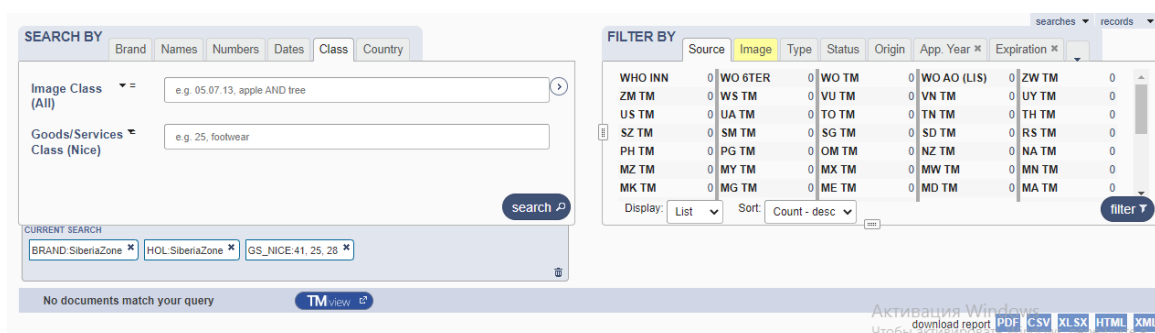 searches records
SEARCH BY Brand Names Numbers Dates Class Country
Image Class (All) = e.g. 05.07.13, apple AND tree
Goods/Services Class (Nice) = e.g. 25, footwear
search
CURRENT SEARCH
BRAND:SiberiaZone × HOL:SiberiaZone × GS_NICE:41, 25, 28 ×
FILTER BY Source Image Type Status Origin App. Year × Expiration ×
WHO INN 0 WO 6TER 0 WO TM 0 WO AO (LIS) 0 ZW TM 0
ZM TM 0 WS TM 0 VU TM 0 VN TM 0 UY TM 0
US TM 0 UA TM 0 TO TM 0 TN TM 0 TH TM 0
SZ TM 0 SM TM 0 SG TM 0 SD TM 0 RS TM 0
PH TM 0 PG TM 0 OM TM 0 NZ TM 0 NA TM 0
MZ TM 0 MY TM 0 MX TM 0 MW TM 0 MN TM 0
MK TM 0 MG TM 0 ME TM 0 MD TM 0 MA TM 0
Display: List Sort: Count - desc filter
No documents match your query TMview
Активация Windows
download report PDF CSV XLSX HTML XML